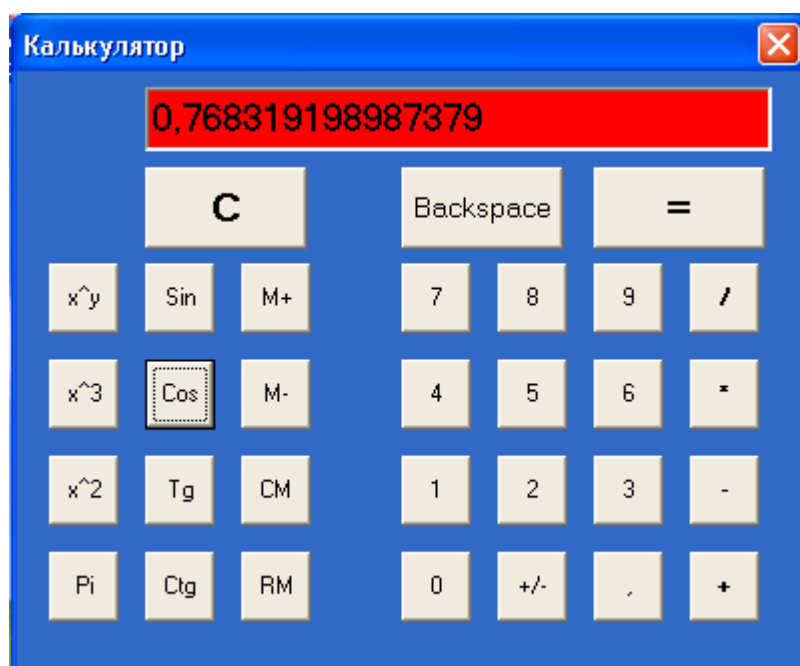 Калькулятор
0,768319198987379
C Backspace =
x^y Sin M+ 7 8 9 /
x^3 Cos M- 4 5 6 *
x^2 Tg CM 1 2 3 -
Pi Ctg RM 0 +/- , +